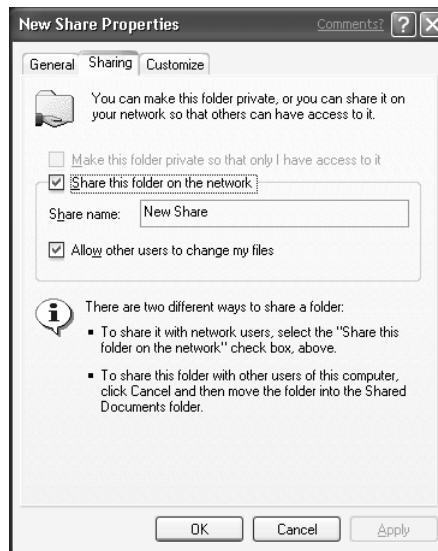 New Share Properties
Comments? ? X
General Sharing Customize
You can make this folder private, or you can share it on
your network so that others can have access to it.
Make this folder private so that only I have access to it
Share this folder on the network
Share name: New Share
Allow other users to change my files
There are two different ways to share a folder:
▪ To share it with network users, select the "Share this
folder on the network" check box, above.
▪ To share this folder with other users of this computer,
click Cancel and then move the folder into the Shared
Documents folder.
OK Cancel Apply